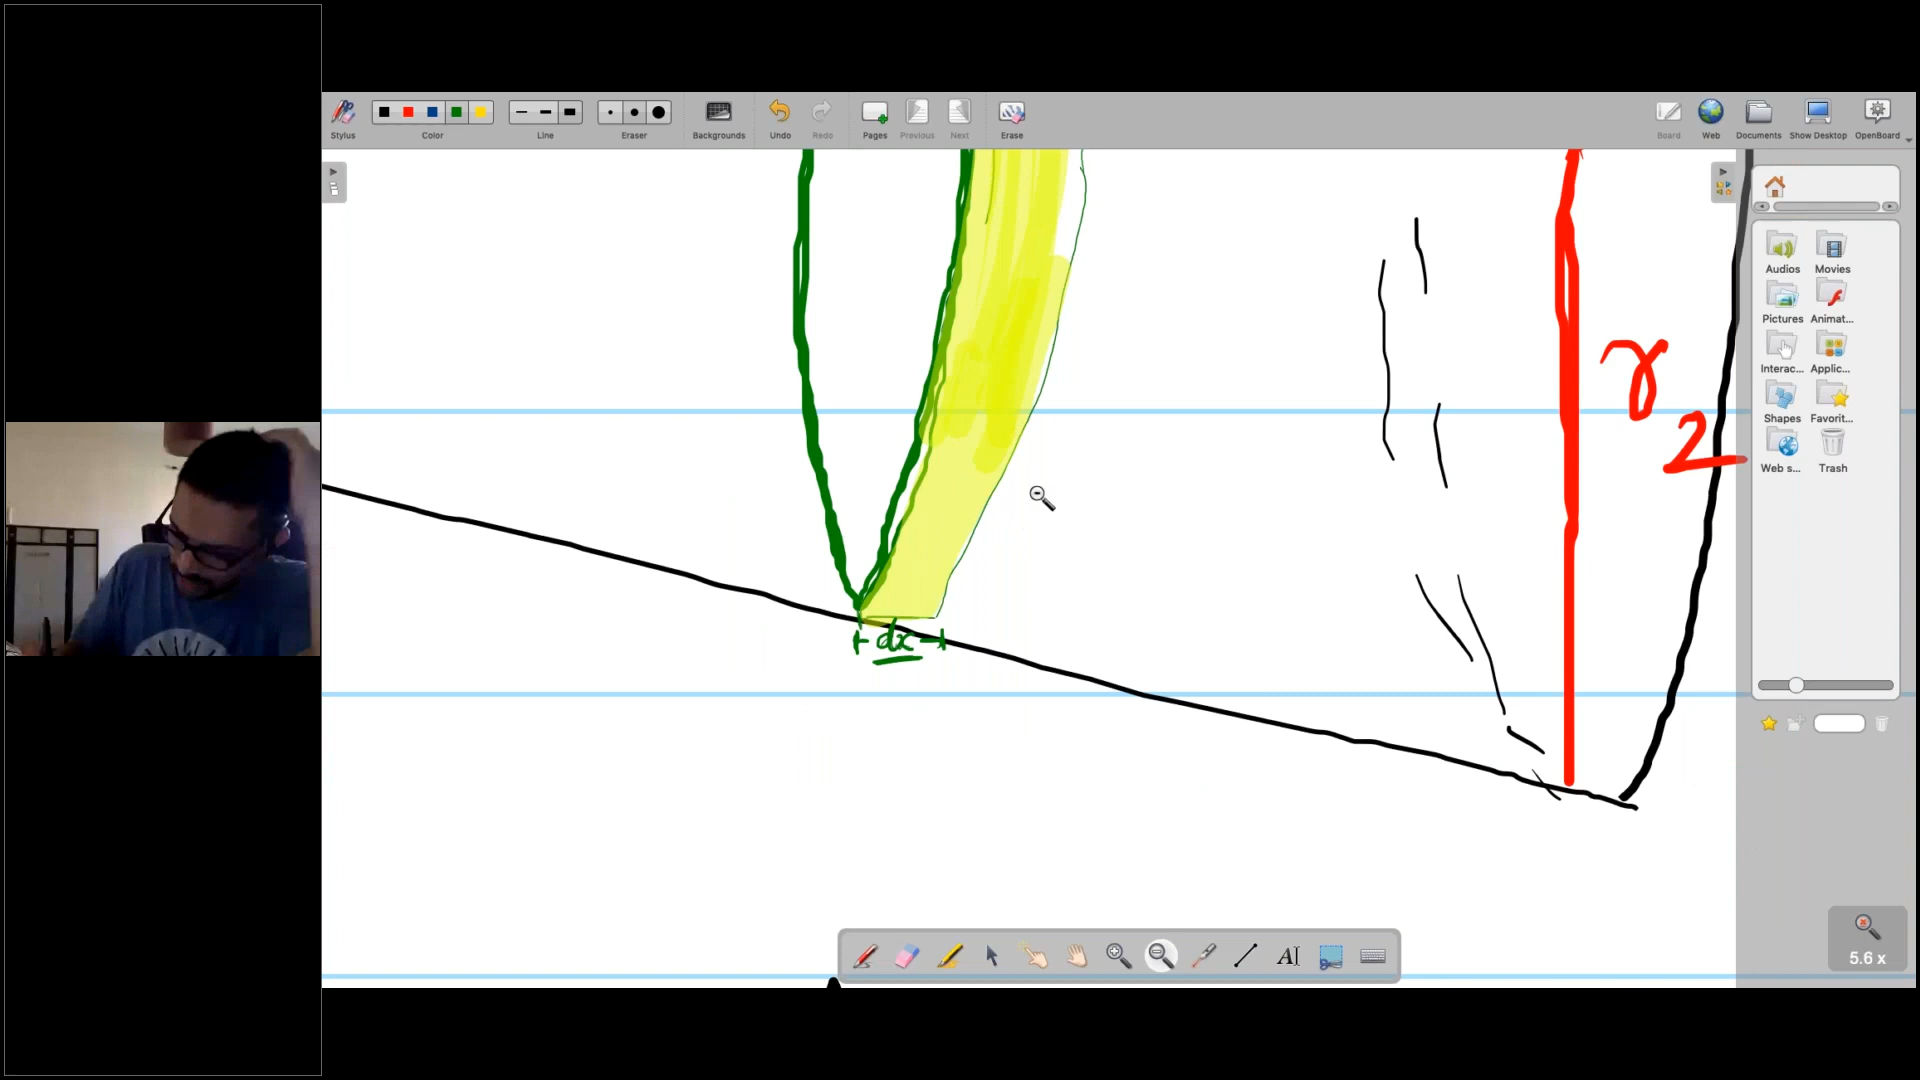 Stylus Color Line Eraser Backgrounds Undo Redo Pages Previous Next Erase Board Web Documents Show Desktop OpenBoard
Audios Movies
Pictures Animat...
Interac... Applic...
Shapes Favorit...
Web s... Trash
r
2
dx
AI
5.6 x